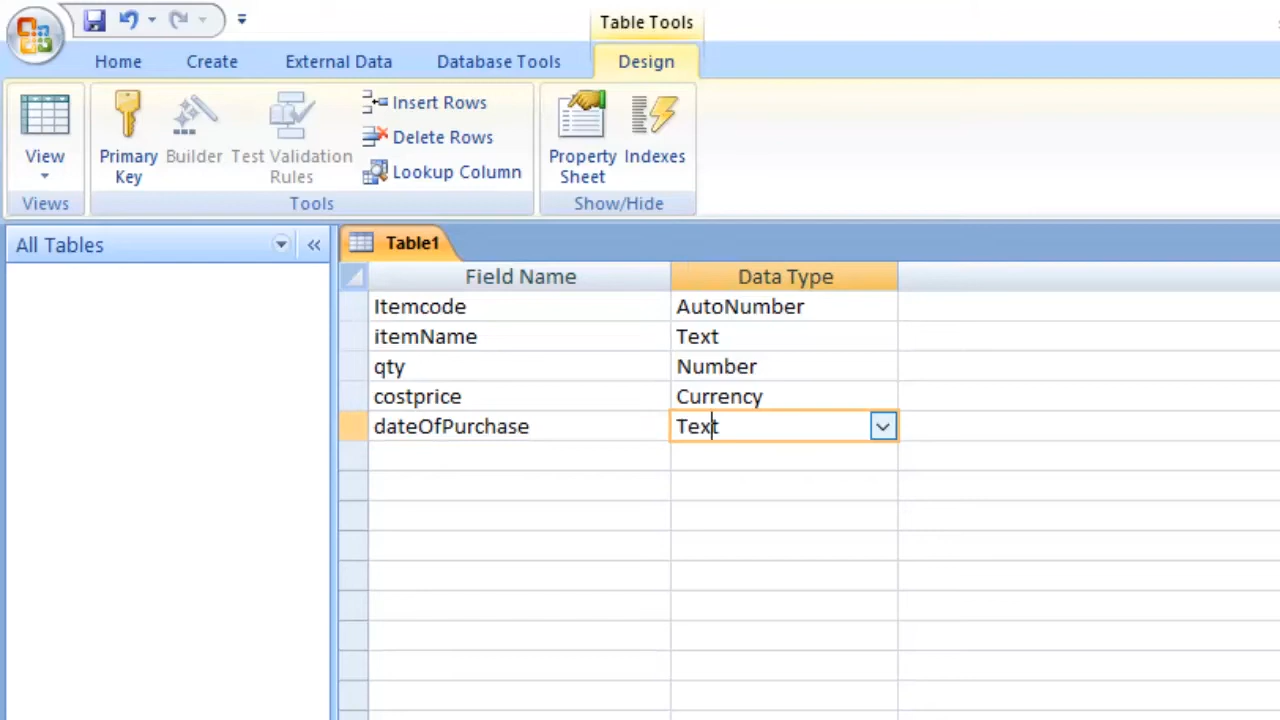 Table Tools
Home Create External Data Database Tools Design
View
Views
Primary Key
Builder
Test Validation Rules
Insert Rows
Delete Rows
Lookup Column
Tools
Property Sheet
Indexes
Show/Hide
All Tables «
Table1
Field Name Data Type
Itemcode AutoNumber
itemName Text
qty Number
costprice Currency
dateOfPurchase Text